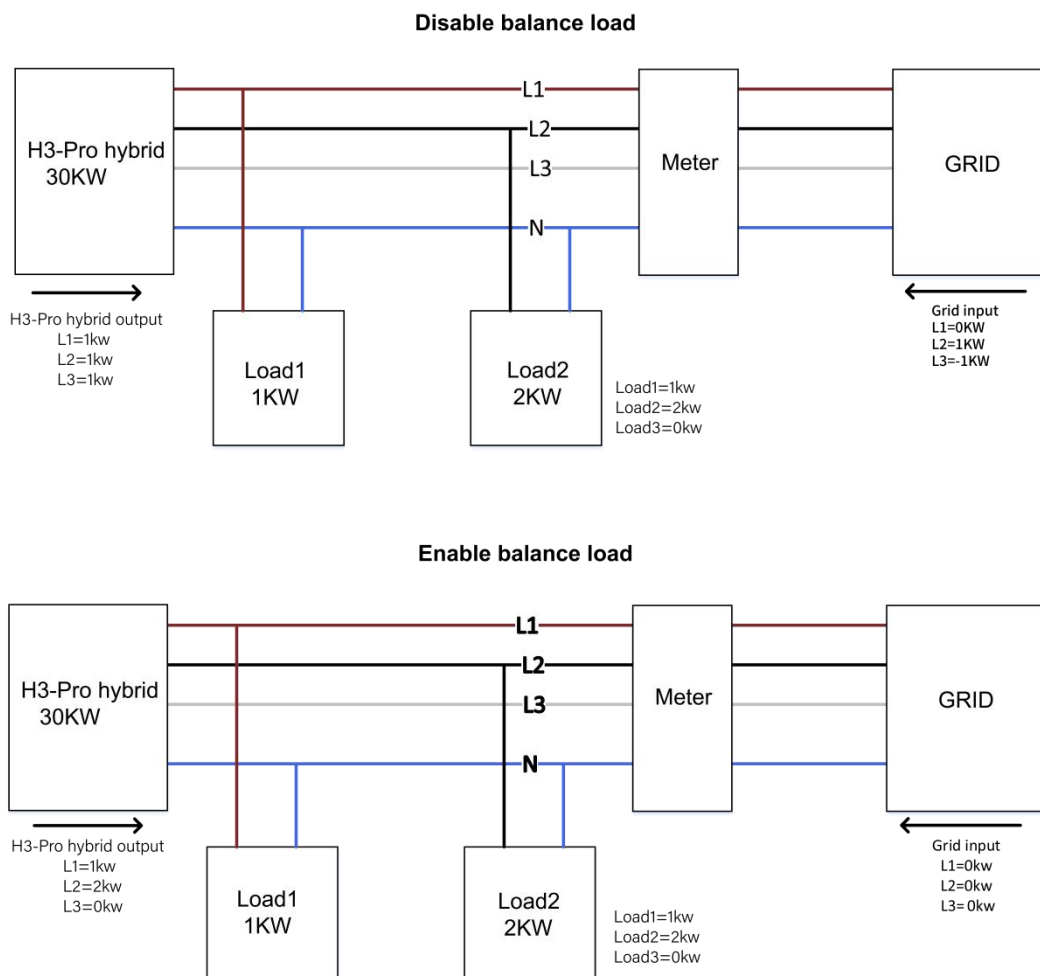 Disable balance load
L1
L2
L3
N
H3-Pro hybrid
30KW
Meter
GRID
H3-Pro hybrid output
L1=1kw
L2=1kw
L3=1kw
Load1
1KW
Load2
2KW
Load1=1kw
Load2=2kw
Load3=0kw
Grid input
L1=0KW
L2=1KW
L3=-1KW
Enable balance load
L1
L2
L3
N
H3-Pro hybrid
30KW
Meter
GRID
H3-Pro hybrid output
L1=1kw
L2=2kw
L3=0kw
Load1
1KW
Load2
2KW
Load1=1kw
Load2=2kw
Load3=0kw
Grid input
L1=0kw
L2=0kw
L3= 0kw